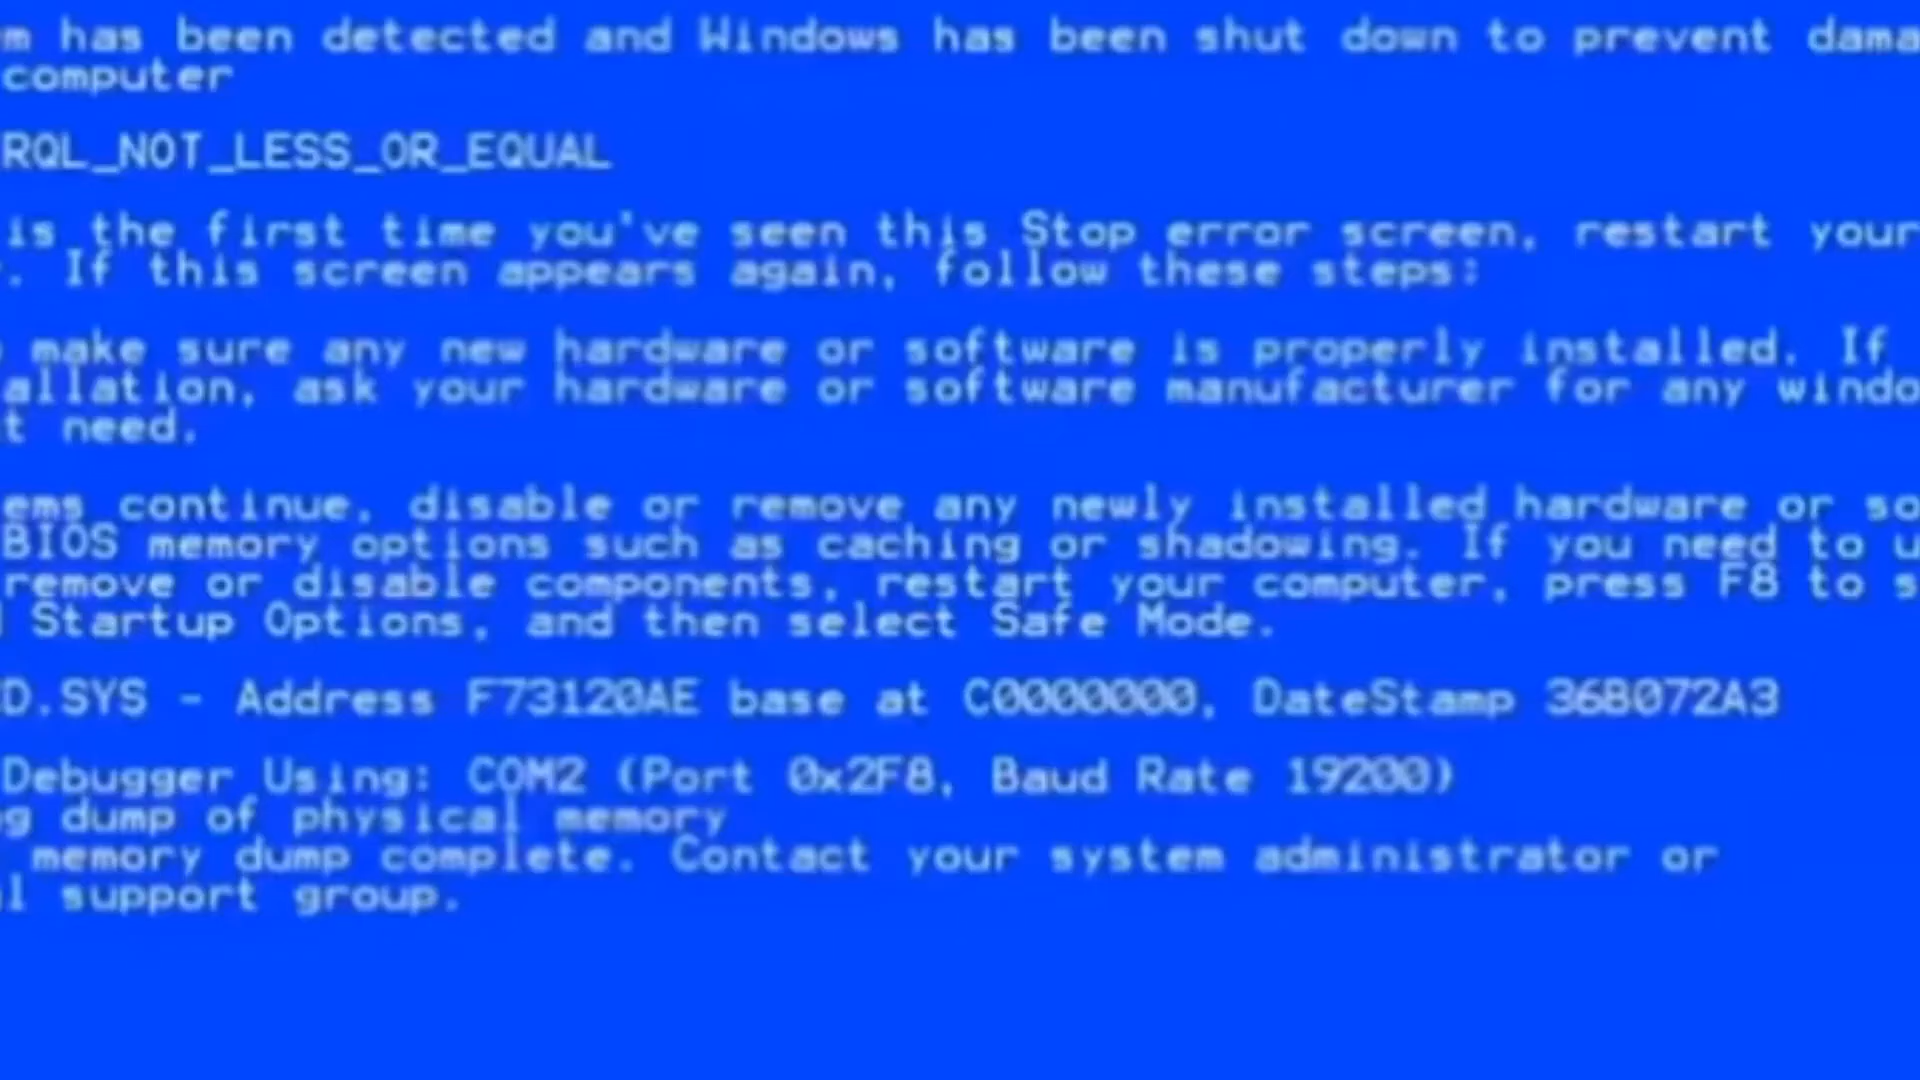 m has been detected and Windows has been shut down to prevent dama
computer
RQL_NOT_LESS_OR_EQUAL
is the first time you've seen this Stop error screen, restart your
. If this screen appears again, follow these steps:
make sure any new hardware or software is properly installed. If
allation, ask your hardware or software manufacturer for any windo
t need.
ems continue, disable or remove any newly installed hardware or so
BIOS memory options such as caching or shadowing. If you need to u
remove or disable components, restart your computer, press F8 to s
Startup Options, and then select Safe Mode.
D.SYS - Address F73120AE base at C0000000, DateStamp 36B072A3
Debugger Using: COM2 (Port 0x2F8, Baud Rate 19200)
g dump of physical memory
memory dump complete. Contact your system administrator or
l support group.